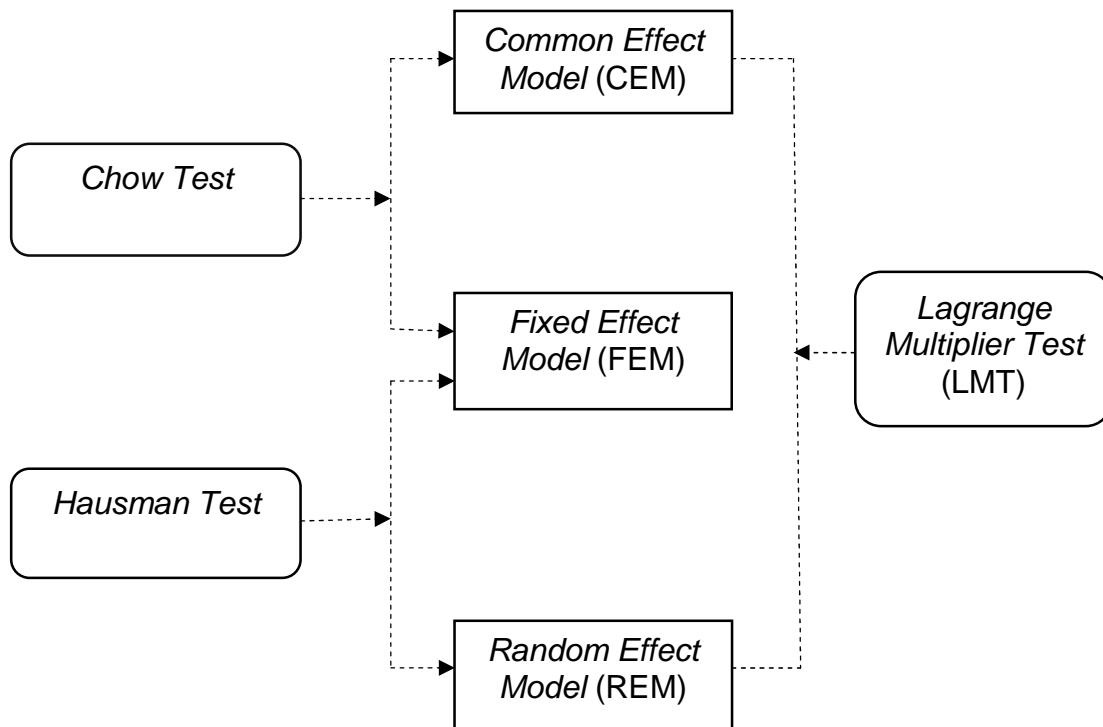 Common Effect
Model (CEM)
Chow Test
Fixed Effect
Model (FEM)
Lagrange
Multiplier Test
(LMT)
Hausman Test
Random Effect
Model (REM)